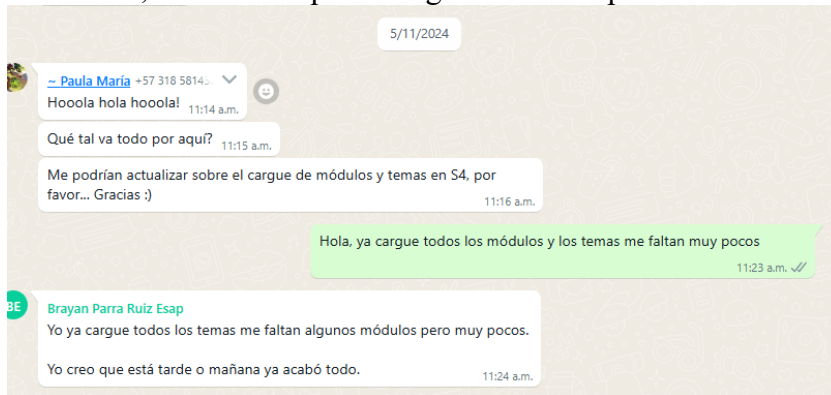 5/11/2024
~ Paula María +57 318 5814
Hooola hola hooola!
11:14 a.m.
Qué tal va todo por aquí?
11:15 a.m.
Me podrían actualizar sobre el cargue de módulos y temas en S4, por
favor... Gracias :)
11:16 a.m.
Hola, ya cargue todos los módulos y los temas me faltan muy pocos
11:23 a.m.
BE
Brayan Parra Ruiz Esap
Yo ya cargue todos los temas me faltan algunos módulos pero muy pocos.
Yo creo que está tarde o mañana ya acabó todo.
11:24 a.m.